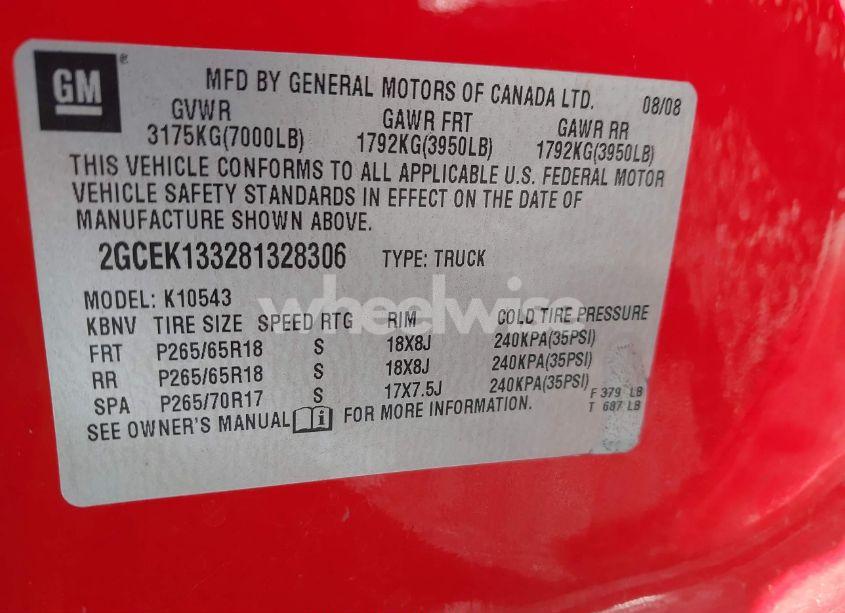 GM
MFD BY GENERAL MOTORS OF CANADA LTD. 08/08
GVWR GAWR FRT GAWR RR
3175KG(7000LB) 1792KG(3950LB) 1792KG(3950LB)
THIS VEHICLE CONFORMS TO ALL APPLICABLE U.S. FEDERAL MOTOR
VEHICLE SAFETY STANDARDS IN EFFECT ON THE DATE OF
MANUFACTURE SHOWN ABOVE.
2GCEK133281328306 TYPE: TRUCK
MODEL: K10543
wheelwise
KBNV TIRE SIZE SPEED RTG RIM COLD TIRE PRESSURE
FRT P265/65R18 S 18X8J 240KPA(35PSI)
RR P265/65R18 S 18X8J 240KPA(35PSI)
SPA P265/70R17 S 17X7.5J 240KPA(35PSI)
F 379 LB
T 687 LB
SEE OWNER'S MANUAL FOR MORE INFORMATION.